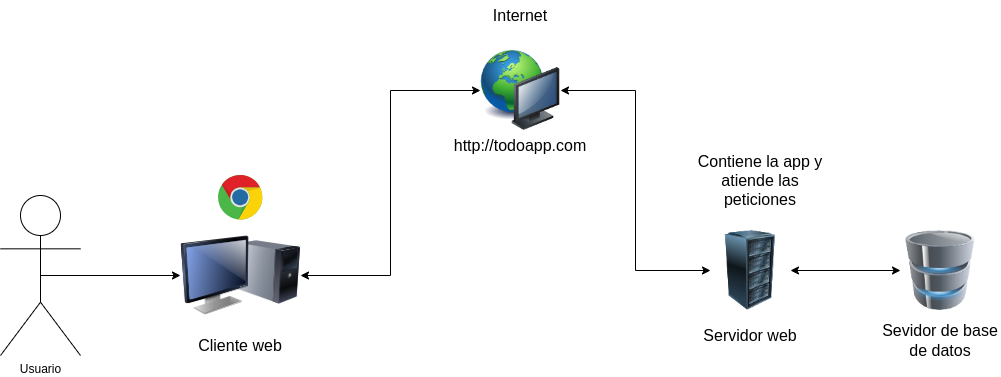 Internet
http://todoapp.com
Contiene la app y
atiende las
peticiones
Servidor web
Sevidor de base
de datos
Cliente web
Usuario